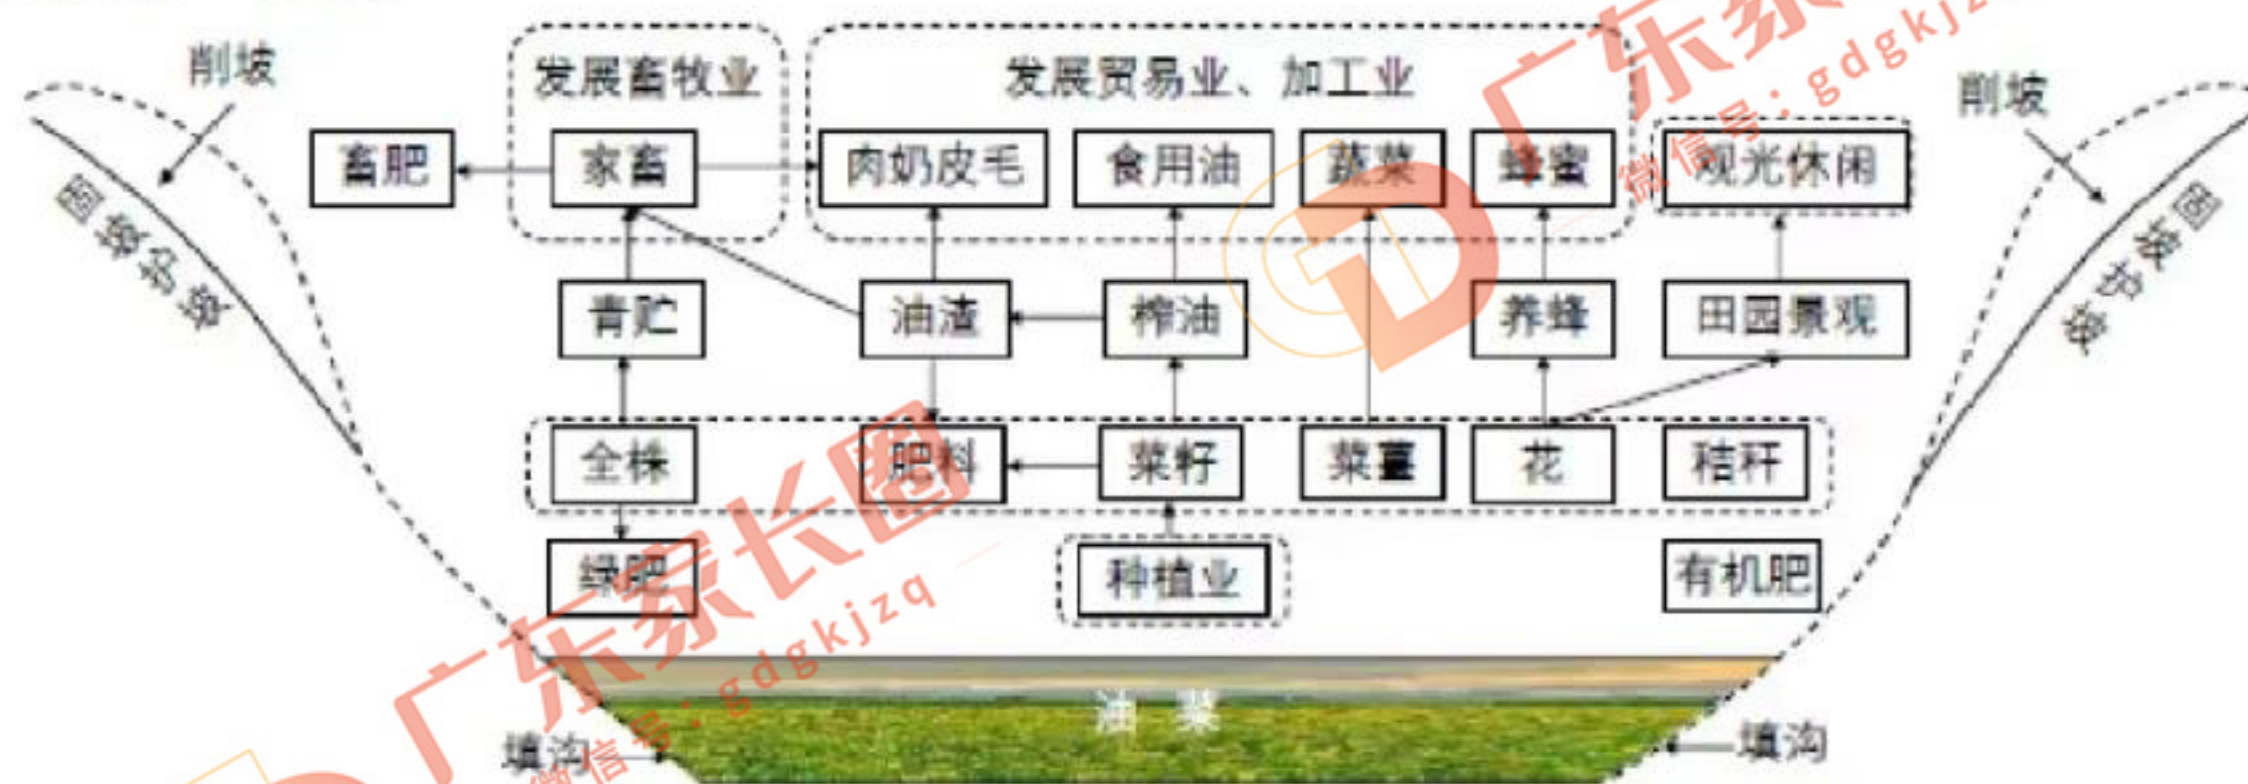 削坡
发展畜牧业
发展贸易业、加工业
削坡
畜肥
家畜
肉奶皮毛
食用油
蔬菜
蜂蜜
观光休闲
固坡护坡
固坡护坡
青贮
油渣
榨油
养蜂
田园景观
全株
肥料
菜籽
菜薹
花
秸秆
绿肥
种植业
有机肥
油菜
填沟
填沟
广东家长圈
微信号：gdgkjzq
广东家
微信号：gdgkjz